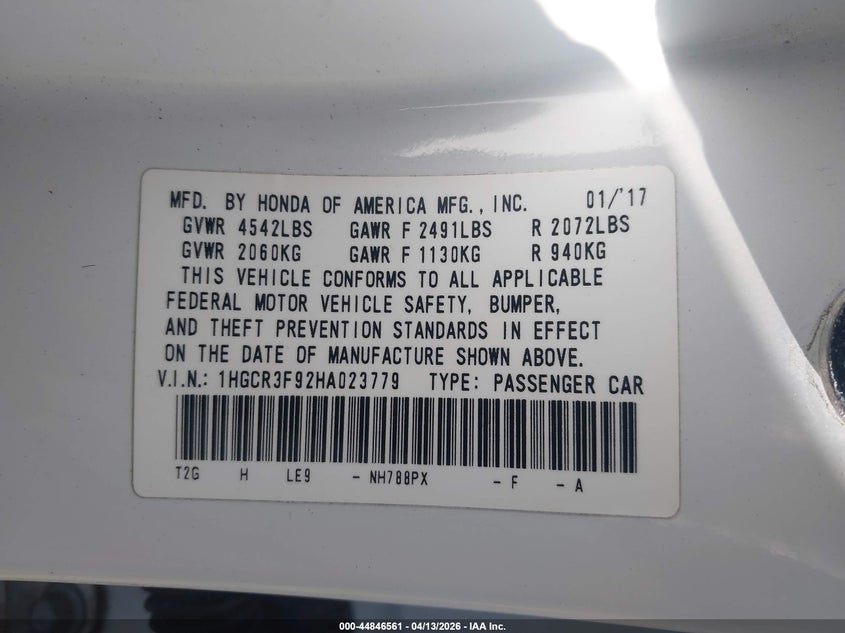 MFD. BY HONDA OF AMERICA MFG., INC. 01/'17
GVWR 4542LBS GAWR F 2491LBS R 2072LBS
GVWR 2060KG GAWR F 1130KG R 940KG
THIS VEHICLE CONFORMS TO ALL APPLICABLE
FEDERAL MOTOR VEHICLE SAFETY, BUMPER,
AND THEFT PREVENTION STANDARDS IN EFFECT
ON THE DATE OF MANUFACTURE SHOWN ABOVE.
V.I.N.: 1HGCR3F92HA023779 TYPE: PASSENGER CAR
T2G H LE9 - NH788PX - F - A
000-44846561 - 04/13/2026 - IAA Inc.